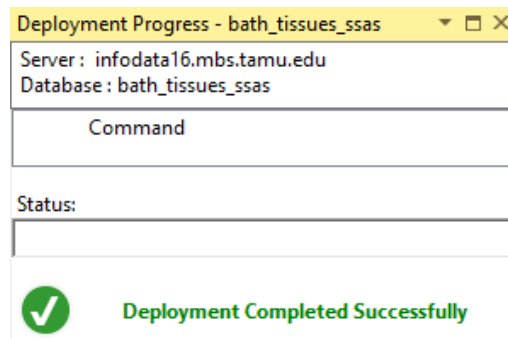 Deployment Progress - bath_tissues_ssas
Server : infodata16.mbs.tamu.edu
Database : bath_tissues_ssas
Command
Status:
Deployment Completed Successfully